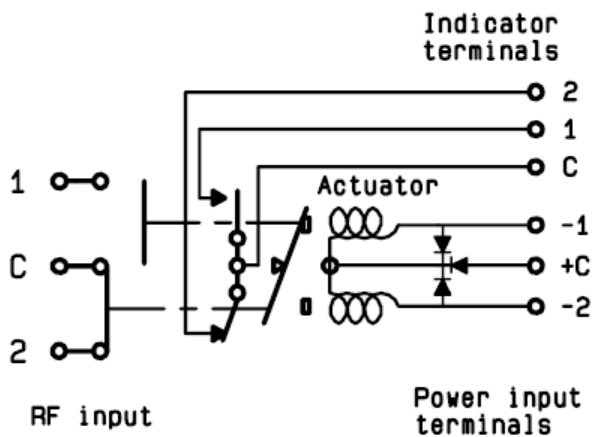 Indicator
terminals
2
1
C
1
Actuator
-1
C
+C
-2
2
RF input
Power input
terminals